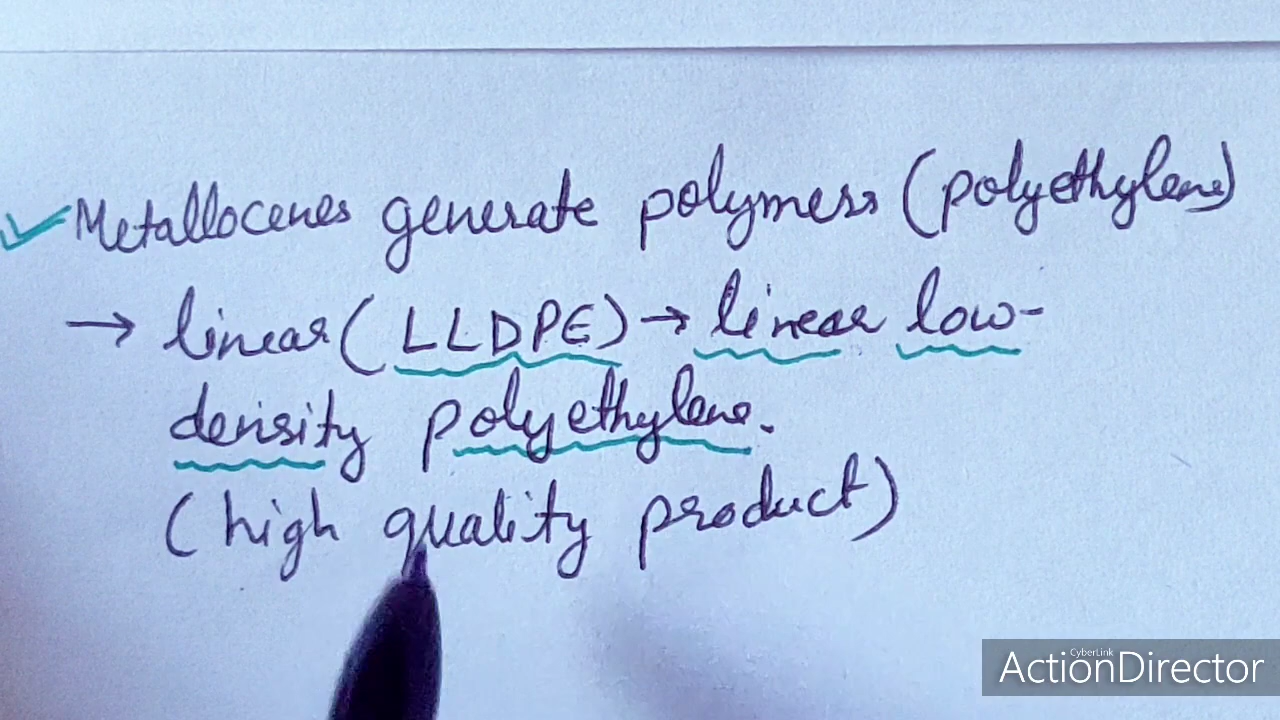 Metallocenes generate polymers (polyethylene)
→ linear (LLDPE) → linear low-
density polyethylene.
(high quality product)
CyberLink
ActionDirector